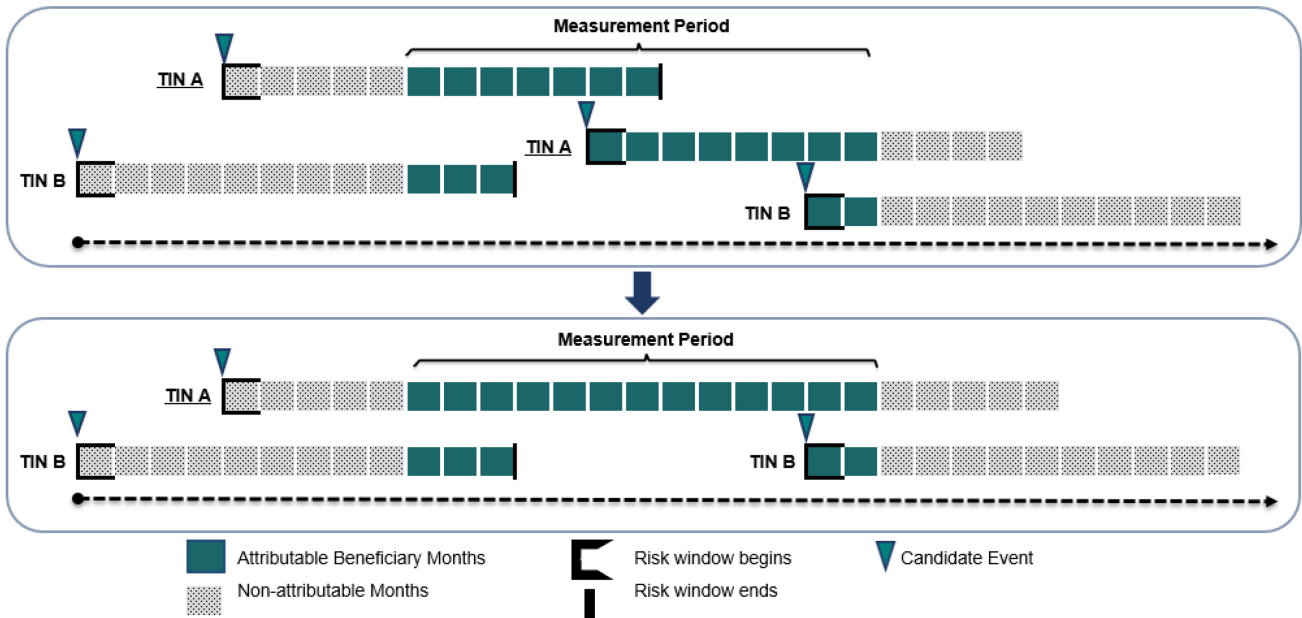 Measurement Period
TIN A
TIN A
TIN B
TIN B
Measurement Period
TIN A
TIN B
TIN B
Attributable Beneficiary Months
Risk window begins
Candidate Event
Non-attributable Months
Risk window ends